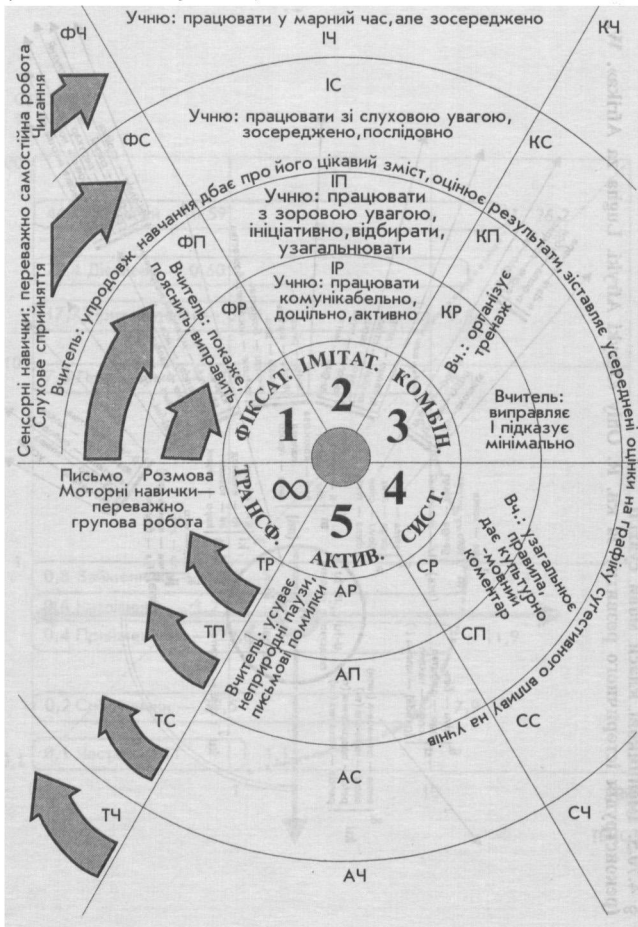 Учню: працювати у марний час, але зосереджено
ФЧ
ІЧ
КЧ
Сенсорні навички: переважно самостійна робота
Слухове сприйняття Читання
ІС
Учню: працювати зі слуховою увагою,
зосереджено, послідовно
ФС
КС
Вчитель: упродовж навчання дбає про його цікавий зміст, оцінює результати, зіставляє усереднені оцінки на графіку сугестивного впливу на учнів
ІП
Учню: працювати
з зоровою увагою,
ініціативно, відбирати,
узагальнювати
ФП
КП
Вчитель: покаже,
пояснить, виправить
ІР
Учню: працювати
комунікабельно,
доцільно, активно
ФР
КР
Вч.: організує
тренаж
ФІКСАТ.
ІМІТАТ.
КОМБІН.
1
2
3
Вчитель:
виправляє
І підказує
мінімально
Письмо Розмова
Моторні навички—
переважно
групова робота
ТРАНСФ.
АКТИВ.
СИСТ.
∞
5
4
Вч.: узагальнює
правила,
дає культурно
-мовний
коментар
ТР
АР
СР
Вчитель: усуває
неприродні паузи,
письмові помилки
ТП
АП
СП
ТС
АС
СС
ТЧ
АЧ
СЧ